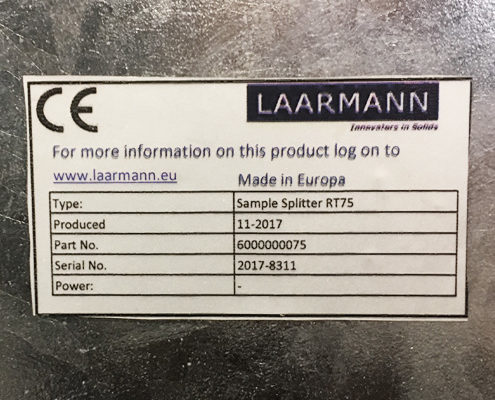 CE
LAARMANN
Innovators in Solids
For more information on this product log on to
www.laarmann.eu Made in Europa
Type: Sample Splitter RT75
Produced 11-2017
Part No. 6000000075
Serial No. 2017-8311
Power: -